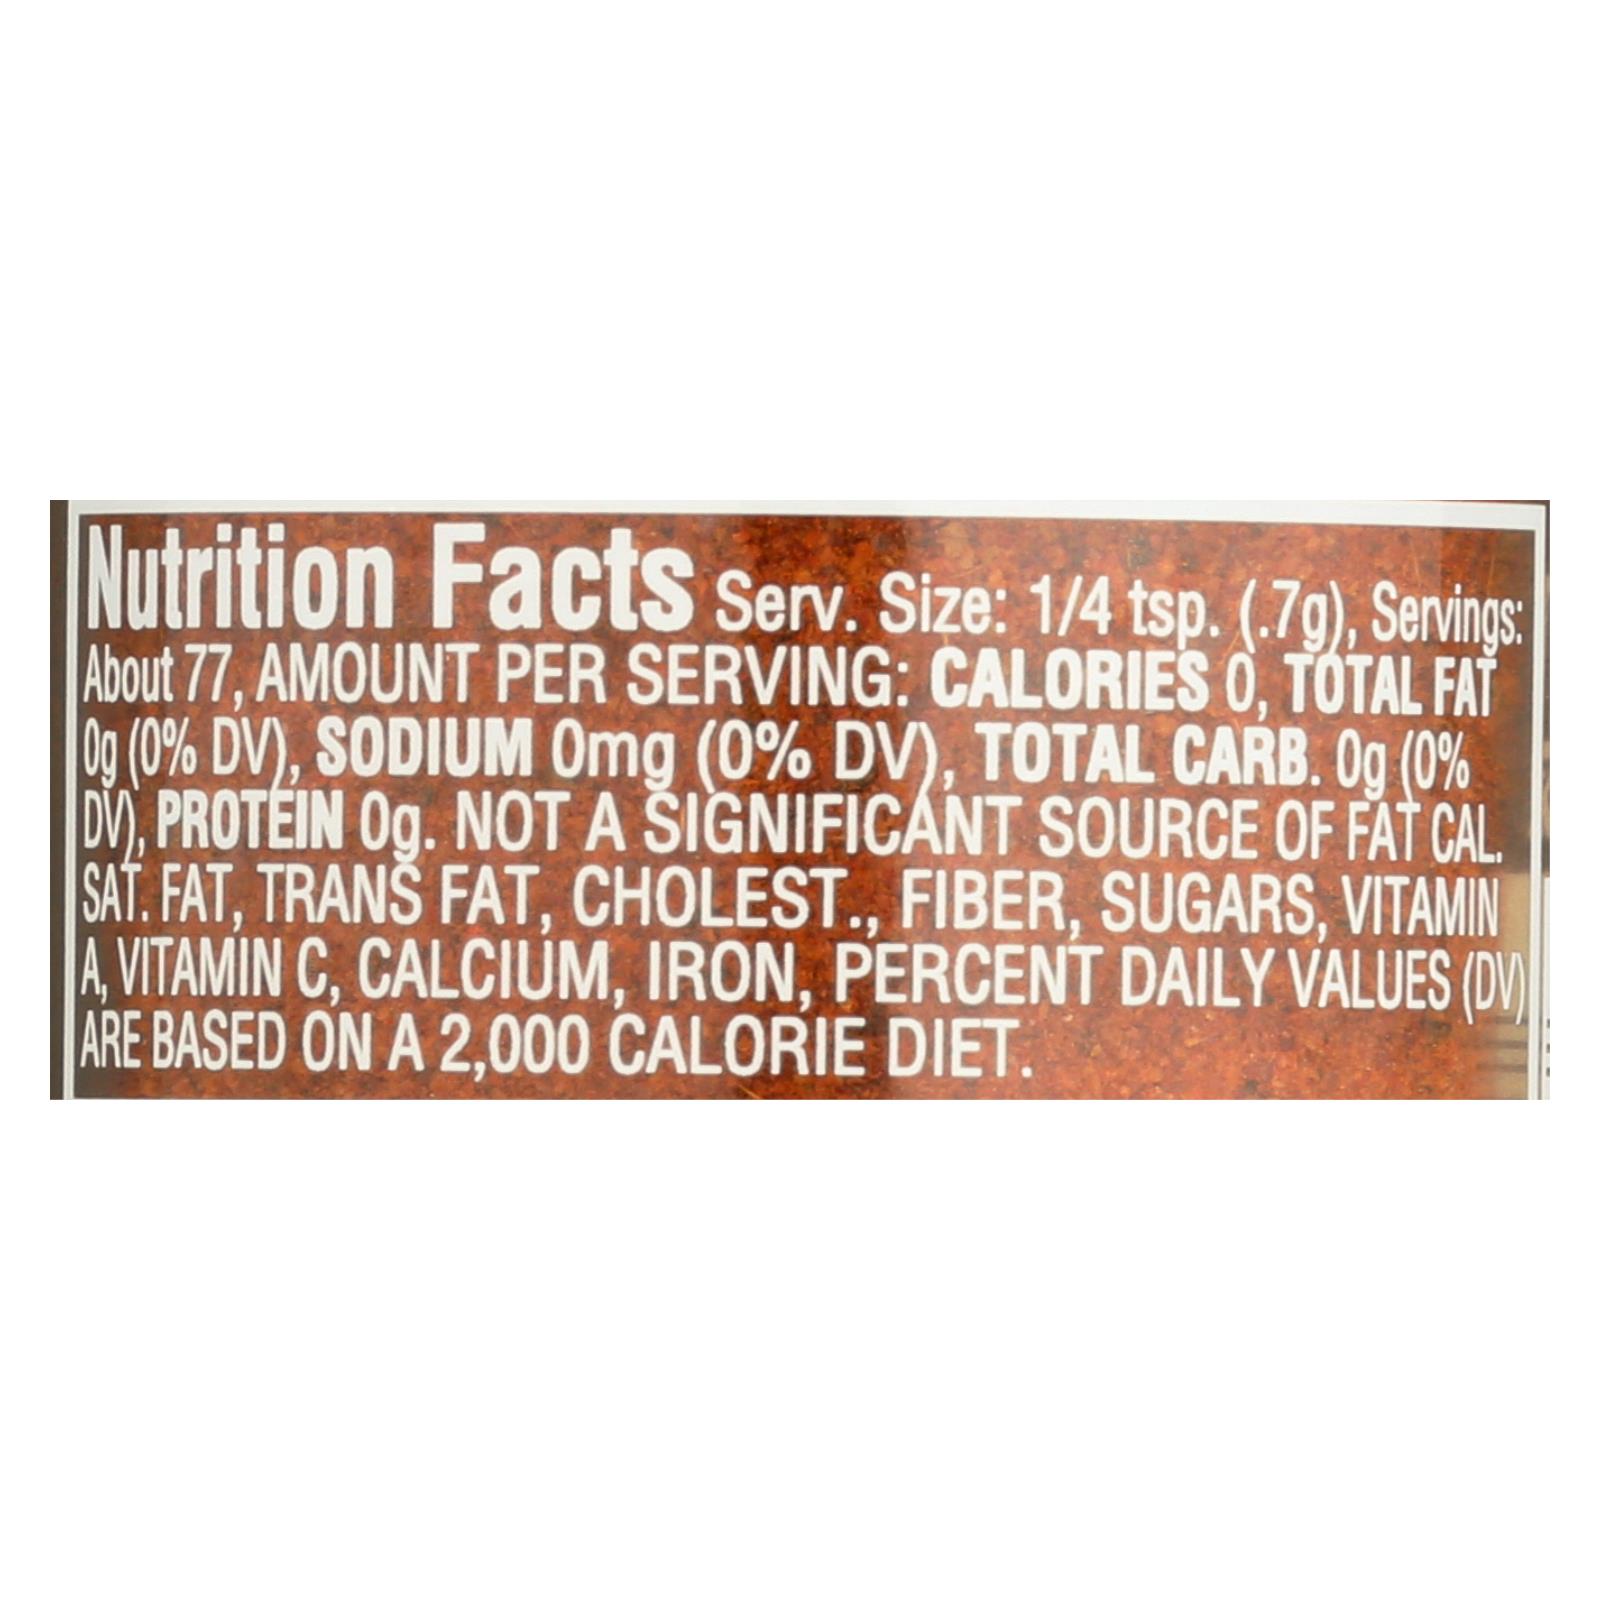 Nutrition Facts Serv. Size: 1/4 tsp. (.7g), Servings:
About 77, AMOUNT PER SERVING: CALORIES 0, TOTAL FAT
0g (0% DV), SODIUM 0mg (0% DV), TOTAL CARB. 0g (0%
DV), PROTEIN 0g. NOT A SIGNIFICANT SOURCE OF FAT CAL.
SAT. FAT, TRANS FAT, CHOLEST., FIBER, SUGARS, VITAMIN
A, VITAMIN C, CALCIUM, IRON, PERCENT DAILY VALUES (DV)
ARE BASED ON A 2,000 CALORIE DIET.